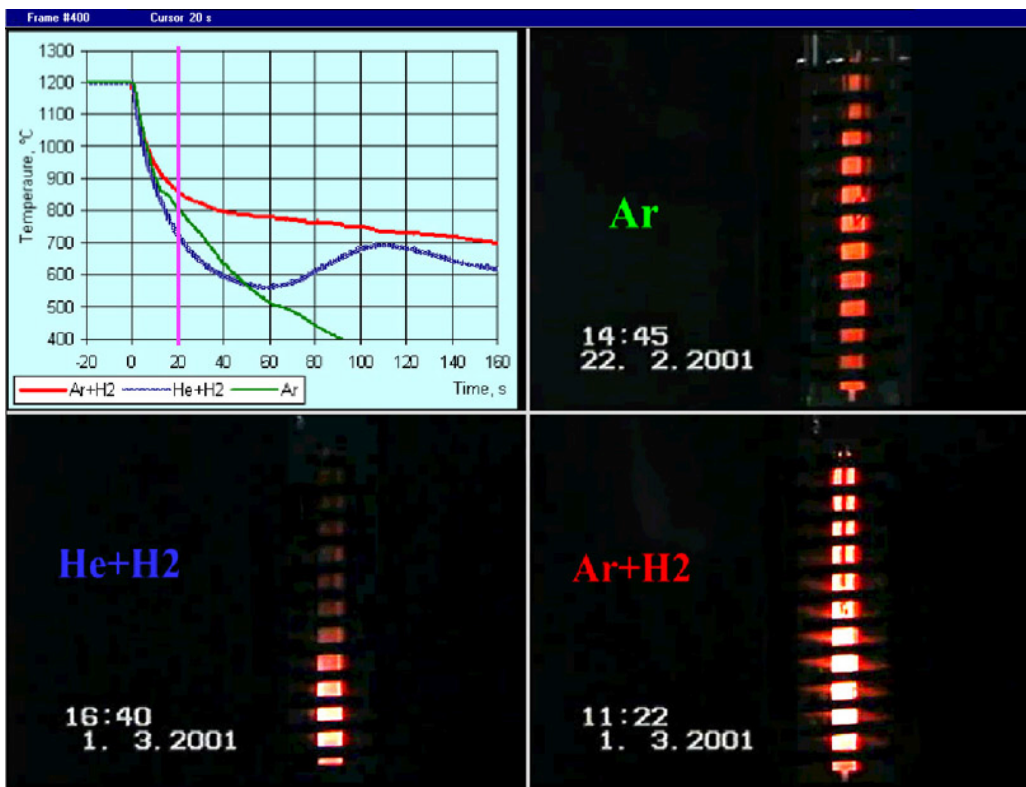 Frame #400 Cursor 20 s
1300
1200
1100
1000
900
800
700
600
500
400
Temperaure, °C
-20 0 20 40 60 80 100 120 140 160
Ar+H2 He+H2 Ar Time, s
Ar
14:45
22. 2.2001
He+H2
16:40
1. 3.2001
Ar+H2
11:22
1. 3.2001